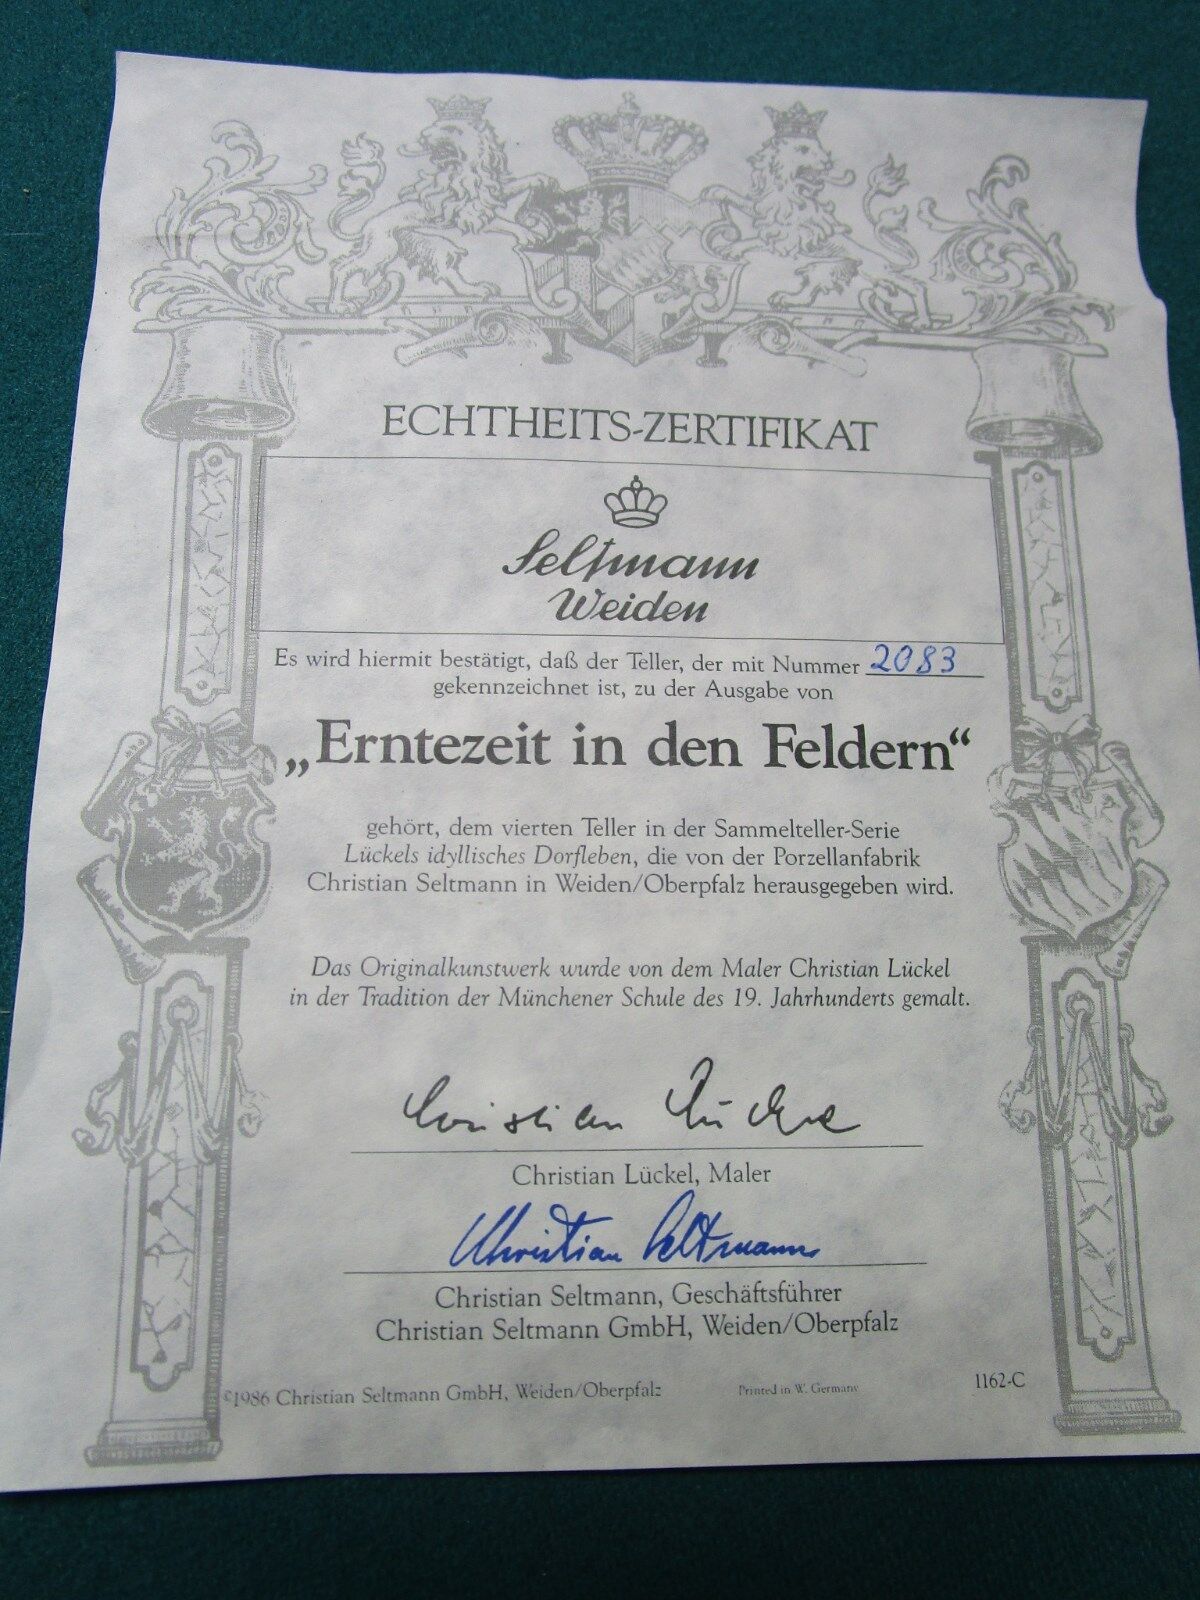 ECHTHEITS-ZERTIFIKAT
Seltmann
Weiden
Es wird hiermit bestätigt, daß der Teller, der mit Nummer 2083
gekennzeichnet ist, zu der Ausgabe von
„Erntezeit in den Feldern“
gehört, dem vierten Teller in der Sammelteller-Serie
Lückels idyllisches Dorfleben, die von der Porzellanfabrik
Christian Seltmann in Weiden/Oberpfalz herausgegeben wird.
Das Originalkunstwerk wurde von dem Maler Christian Lückel
in der Tradition der Münchener Schule des 19. Jahrhunderts gemalt.
Christian Lückel
Christian Lückel, Maler
Christian Seltmann
Christian Seltmann, Geschäftsführer
Christian Seltmann GmbH, Weiden/Oberpfalz
©1986 Christian Seltmann GmbH, Weiden/Oberpfalz Printed in W. Germany 1162-C